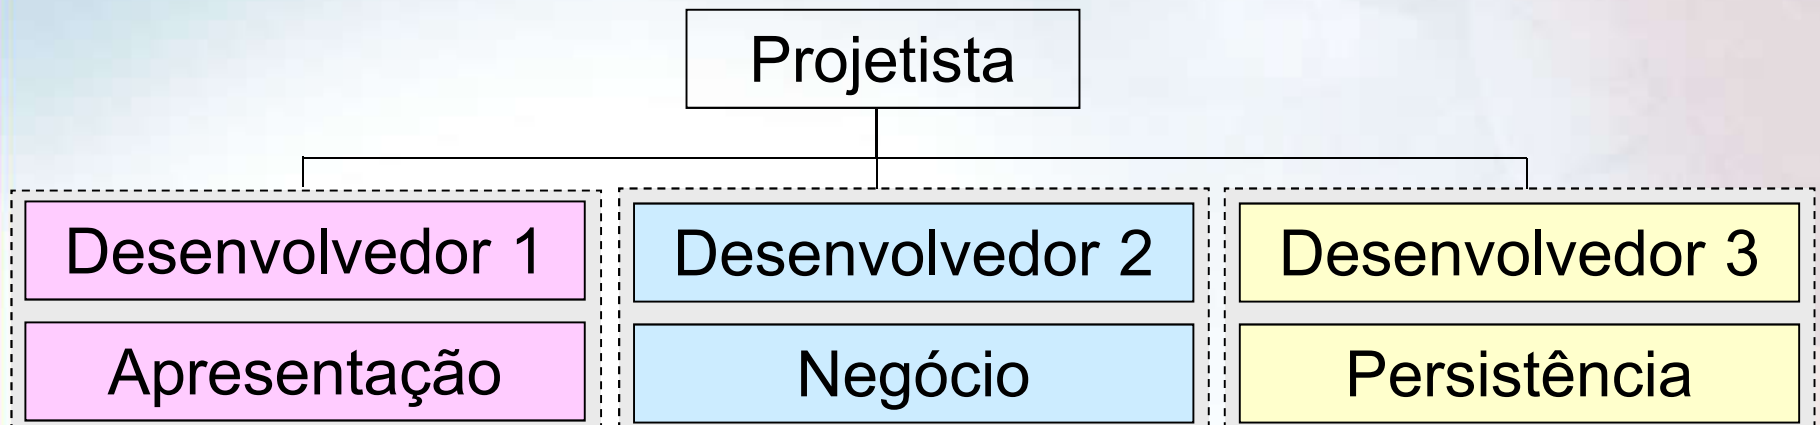 Projetista
Desenvolvedor 1
Desenvolvedor 2
Desenvolvedor 3
Apresentação
Negócio
Persistência